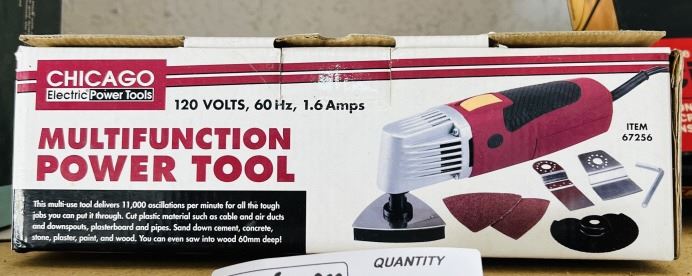 CHICAGO
Electric Power Tools
120 VOLTS, 60 Hz, 1.6 Amps
MULTIFUNCTION
POWER TOOL
ITEM
67256
This multi-use tool delivers 11,000 oscillations per minute for all the tough
jobs you can put it through. Cut plastic material such as cable and air ducts
and downspouts, plasterboard and pipes. Sand down cement, concrete,
stone, plaster, paint, and wood. You can even saw into wood 60mm deep!
QUANTITY